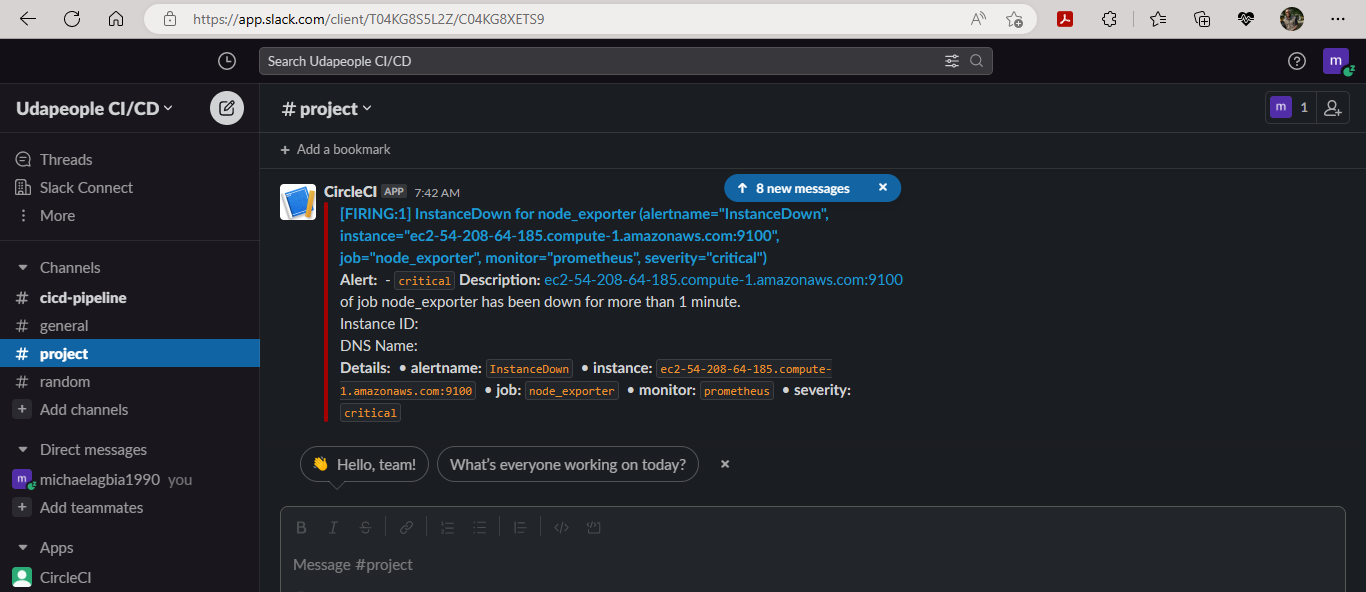 https://app.slack.com/client/T04KG8S5L2Z/C04KG8XETS9
Search Udapeople CI/CD
m
Udapeople CI/CD
# project
m 1
Threads
Slack Connect
More
+ Add a bookmark
Channels
# cicd-pipeline
# general
# project
# random
+ Add channels
Direct messages
m michaelagbia1990 you
+ Add teammates
Apps
CircleCI
8 new messages
CircleCI APP 7:42 AM
[FIRING:1] InstanceDown for node_exporter (alertname="InstanceDown",
instance="ec2-54-208-64-185.compute-1.amazonaws.com:9100",
job="node_exporter", monitor="prometheus", severity="critical")
Alert: - critical Description: ec2-54-208-64-185.compute-1.amazonaws.com:9100
of job node_exporter has been down for more than 1 minute.
Instance ID:
DNS Name:
Details: • alertname: InstanceDown • instance: ec2-54-208-64-185.compute-
1.amazonaws.com:9100 • job: node_exporter • monitor: prometheus • severity:
critical
👋 Hello, team!
What's everyone working on today?
B I S
Message #project